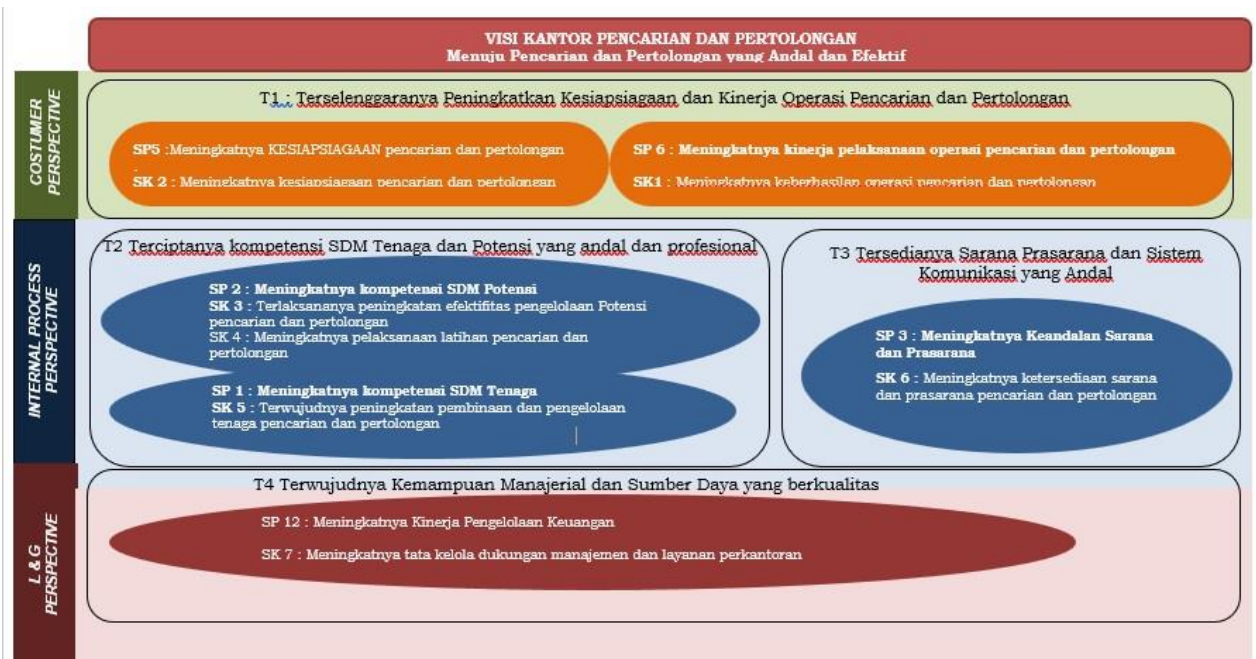 VISI KANTOR PENCARIAN DAN PERTOLONGAN
Menuju Pencarian dan Pertolongan yang Andal dan Efektif
COSTUMER
PERSPECTIVE
T1 : Terselenggaranya Peningkatkan Kesiapsiagaan dan Kinerja Operasi Pencarian dan Pertolongan
SP5 :Meningkatnya KESIAPSIAGAAN pencarian dan pertolongan
.
SK 2 : Meningkatnya kesiapsiagaan pencarian dan pertolongan
SP 6 : Meningkatnya kinerja pelaksanaan operasi pencarian dan pertolongan
SK1 : Meningkatnya keberhasilan operasi pencarian dan pertolongan
INTERNAL PROCESS
PERSPECTIVE
T2 Terciptanya kompetensi SDM Tenaga dan Potensi yang andal dan profesional
SP 2 : Meningkatnya kompetensi SDM Potensi
SK 3 : Terlaksananya peningkatan efektifitas pengelolaan Potensi
pencarian dan pertolongan
SK 4 : Meningkatnya pelaksanaan latihan pencarian dan
pertolongan
SP 1 : Meningkatnya kompetensi SDM Tenaga
SK 5 : Terwujudnya peningkatan pembinaan dan pengelolaan
tenaga pencarian dan pertolongan
T3 Tersedianya Sarana Prasarana dan Sistem
Komunikasi yang Andal
SP 3 : Meningkatnya Keandalan Sarana
dan Prasarana
SK 6 : Meningkatnya ketersediaan sarana
dan prasarana pencarian dan pertolongan
L & G
PERSPECTIVE
T4 Terwujudnya Kemampuan Manajerial dan Sumber Daya yang berkualitas
SP 12 : Meningkatnya Kinerja Pengelolaan Keuangan
SK 7 : Meningkatnya tata kelola dukungan manajemen dan layanan perkantoran